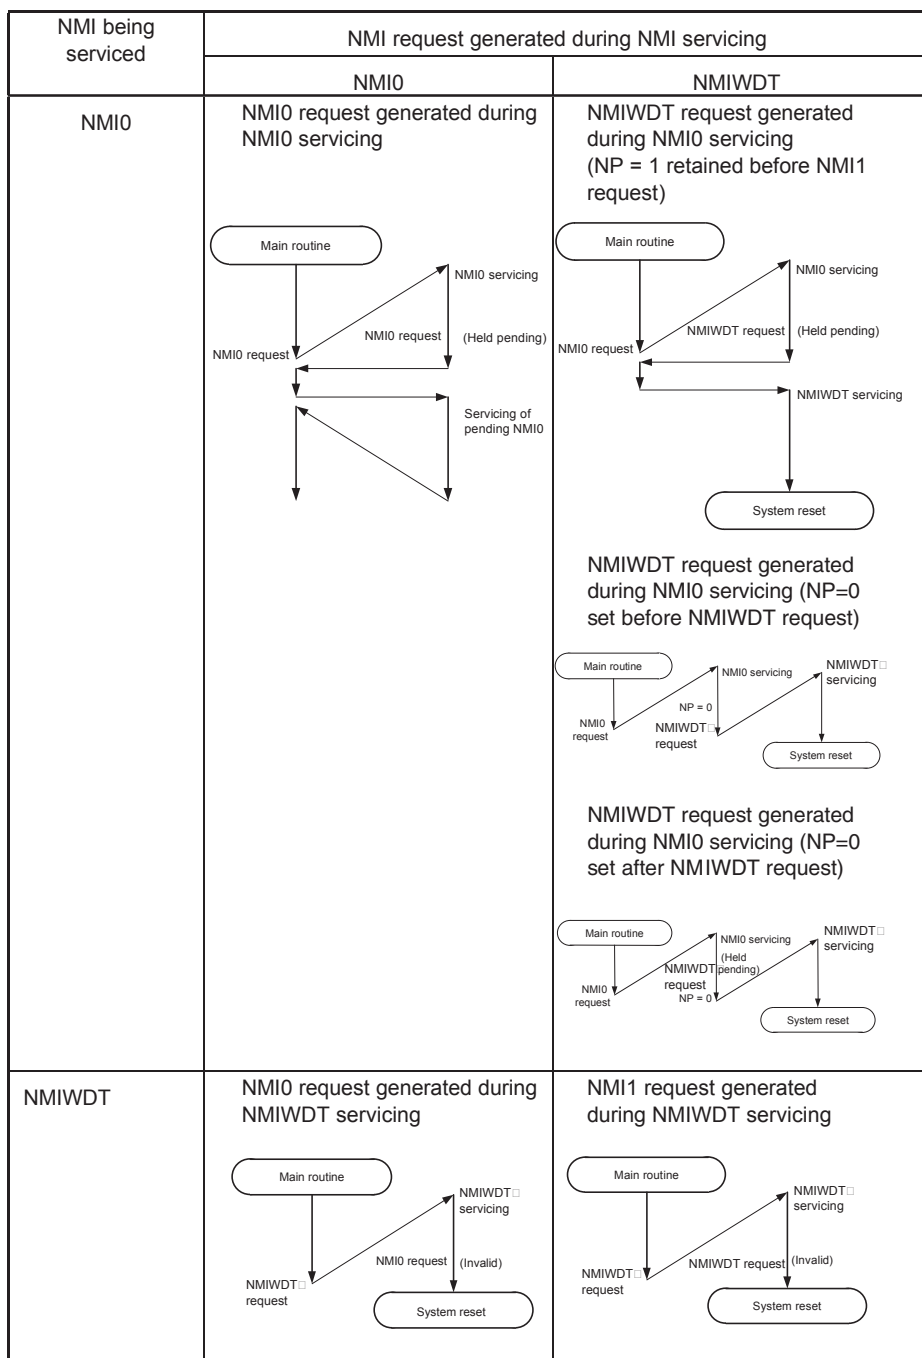 NMI being
serviced
NMI request generated during NMI servicing
NMI0
NMIWDT
NMI0
NMI0 request generated during
NMI0 servicing
Main routine
NMI0 servicing
NMI0 request
(Held pending)
NMI0 request
Servicing of
pending NMI0
NMIWDT request generated
during NMI0 servicing
(NP = 1 retained before NMI1
request)
Main routine
NMI0 servicing
NMIWDT request
(Held pending)
NMI0 request
NMIWDT servicing
System reset
NMIWDT request generated
during NMI0 servicing (NP=0
set before NMIWDT request)
Main routine
NMI0 servicing
NMIWDT□
servicing
NP = 0
NMI0
request
NMIWDT□
request
System reset
NMIWDT request generated
during NMI0 servicing (NP=0
set after NMIWDT request)
Main routine
NMI0 servicing
NMIWDT□
servicing
(Held
pending)
NMIWDT□
request
NMI0
request
NP = 0
System reset
NMIWDT
NMI0 request generated during
NMIWDT servicing
Main routine
NMIWDT□
servicing
NMI0 request
(Invalid)
NMIWDT□
request
System reset
NMI1 request generated
during NMIWDT servicing
Main routine
NMIWDT□
servicing
NMIWDT request
(Invalid)
NMIWDT□
request
System reset